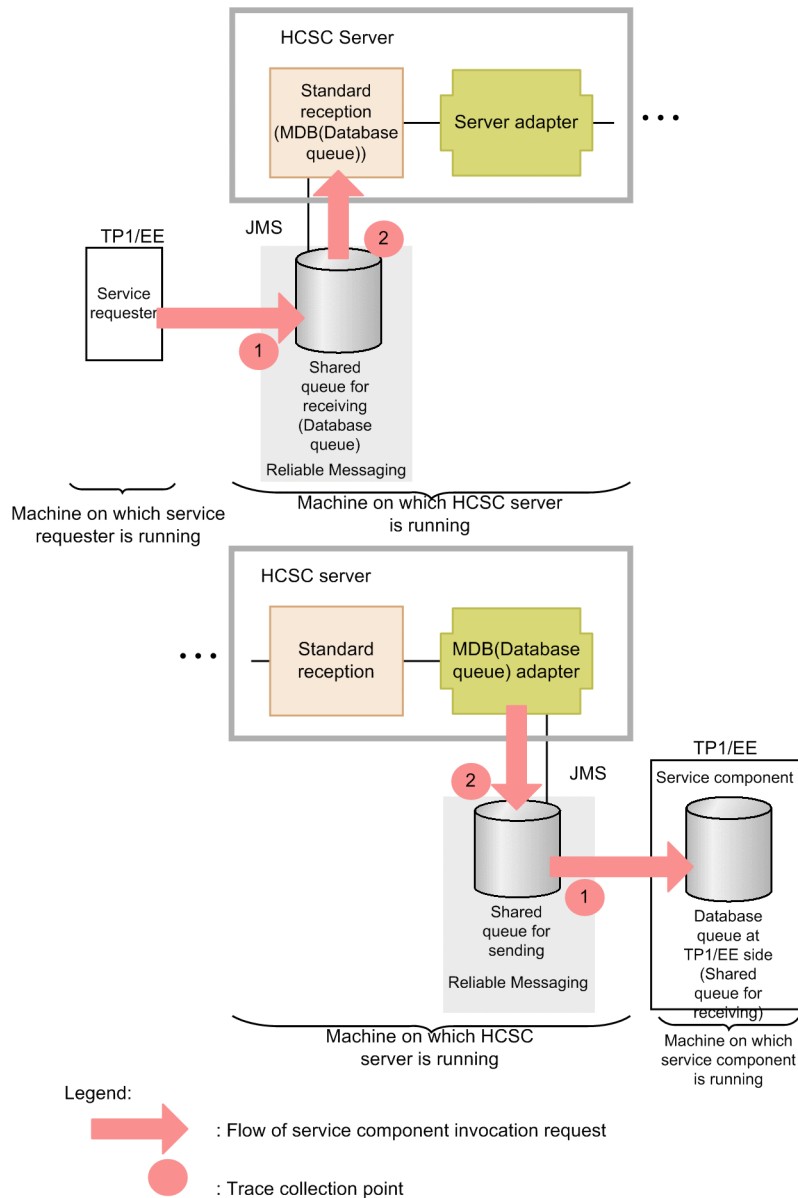 HCSC Server
Standard
reception
(MDB(Database
queue))
Server adapter
• • •
JMS
2
TP1/EE
Service
requester
1
Shared
queue for
receiving
(Database
queue)
Reliable Messaging
Machine on which service
requester is running
Machine on which HCSC server
is running
HCSC server
• • •
Standard
reception
MDB(Database
queue) adapter
TP1/EE
JMS
2
Service component
1
Shared
queue for
sending
Reliable Messaging
Database
queue at
TP1/EE side
(Shared
queue for
receiving)
Machine on which HCSC
server is running
Machine on which
service component
is running
Legend:
: Flow of service component invocation request
: Trace collection point